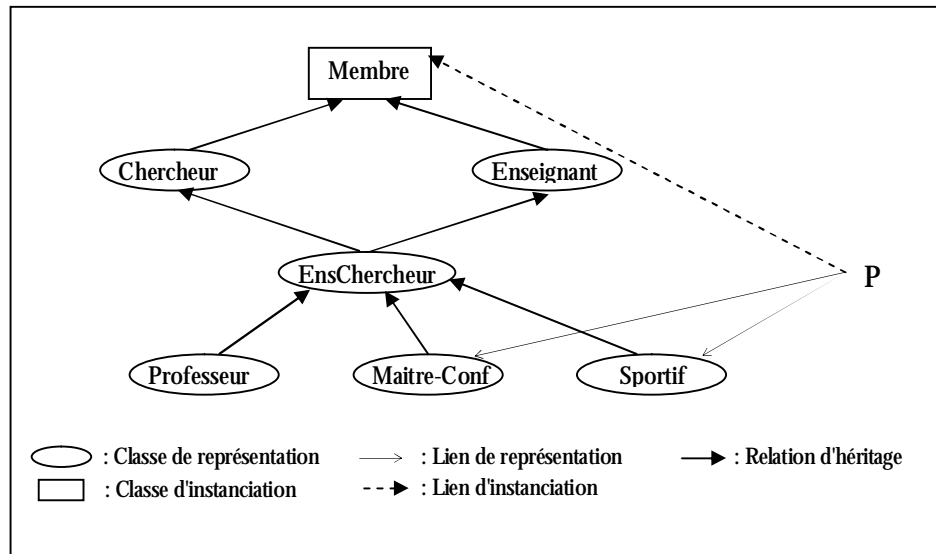 Membre
Chercheur
Enseignant
EnsChercheur
P
Professeur
Maitre-Conf
Sportif
: Classe de représentation
: Lien de représentation
: Relation d'héritage
: Classe d'instanciation
: Lien d'instanciation